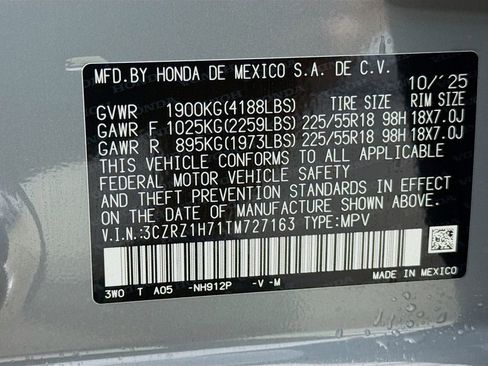 MFD.BY HONDA DE MEXICO S.A. DE C.V. 10/'25
GVWR 1900KG(4188LBS) TIRE SIZE RIM SIZE
GAWR F 1025KG(2259LBS) 225/55R18 98H 18X7.0J
GAWR R 895KG(1973LBS) 225/55R18 98H 18X7.0J
THIS VEHICLE CONFORMS TO ALL APPLICABLE
FEDERAL MOTOR VEHICLE SAFETY
AND THEFT PREVENTION STANDARDS IN EFFECT
ON THE DATE OF MANUFACTURE SHOWN ABOVE.
V.I.N:3CZRZ1H71TM727163 TYPE:MPV
3W0 T A05 -NH912P -V -M
MADE IN MEXICO